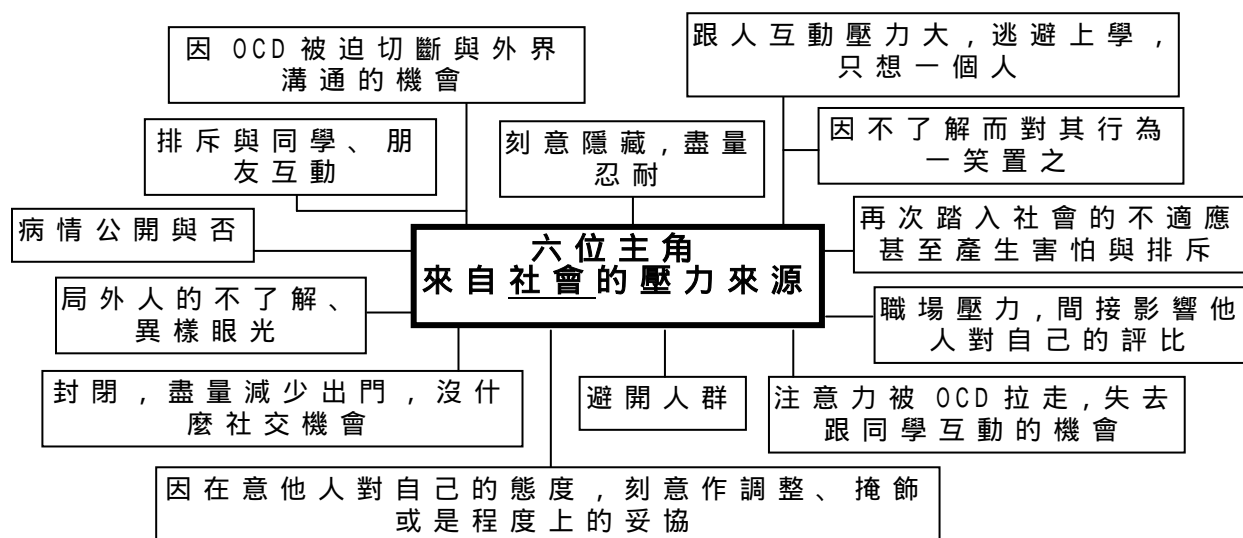 因 OCD 被迫切斷與外界
溝通的機會
跟人互動壓力大，逃避上學，
只想一個人
排斥與同學、朋
友互動
刻意隱藏，盡量
忍耐
因不了解而對其行為
一笑置之
病情公開與否
六位主角
來自社會的壓力來源
再次踏入社會的不適應
甚至產生害怕與排斥
局外人的不了解、
異樣眼光
職場壓力，間接影響他
人對自己的評比
封閉，盡量減少出門，沒什
麼社交機會
避開人群
注意力被 OCD 拉走，失去
跟同學互動的機會
因在意他人對自己的態度，刻意作調整、掩飾
或是程度上的妥協